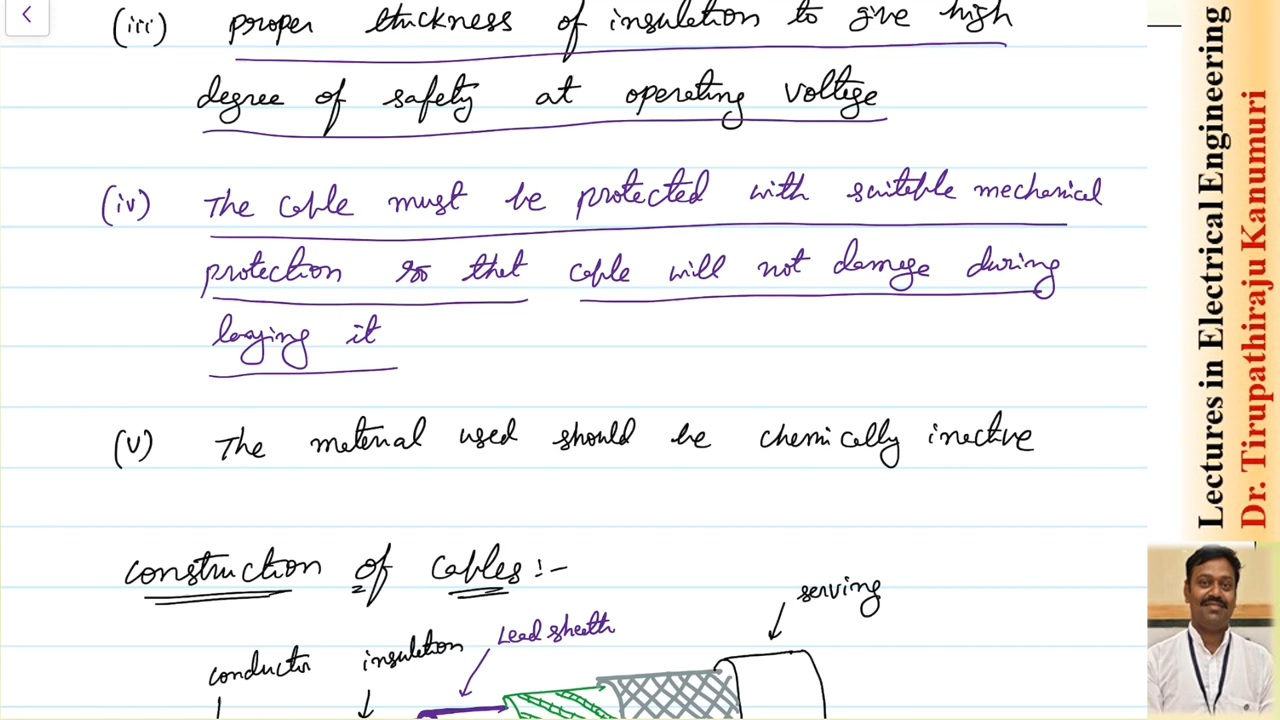 (iii) proper thickness of insulation to give high
degree of safety at operating voltage
(iv) The cable must be protected with suitable mechanical
protection so that cable will not damage during
laying it
(v) The material used should be chemically inactive
construction of cables :-
serving
Lead sheath
insulation
conductor
Lectures in Electrical Engineering
Dr. Tirupathiraju Kanumuri